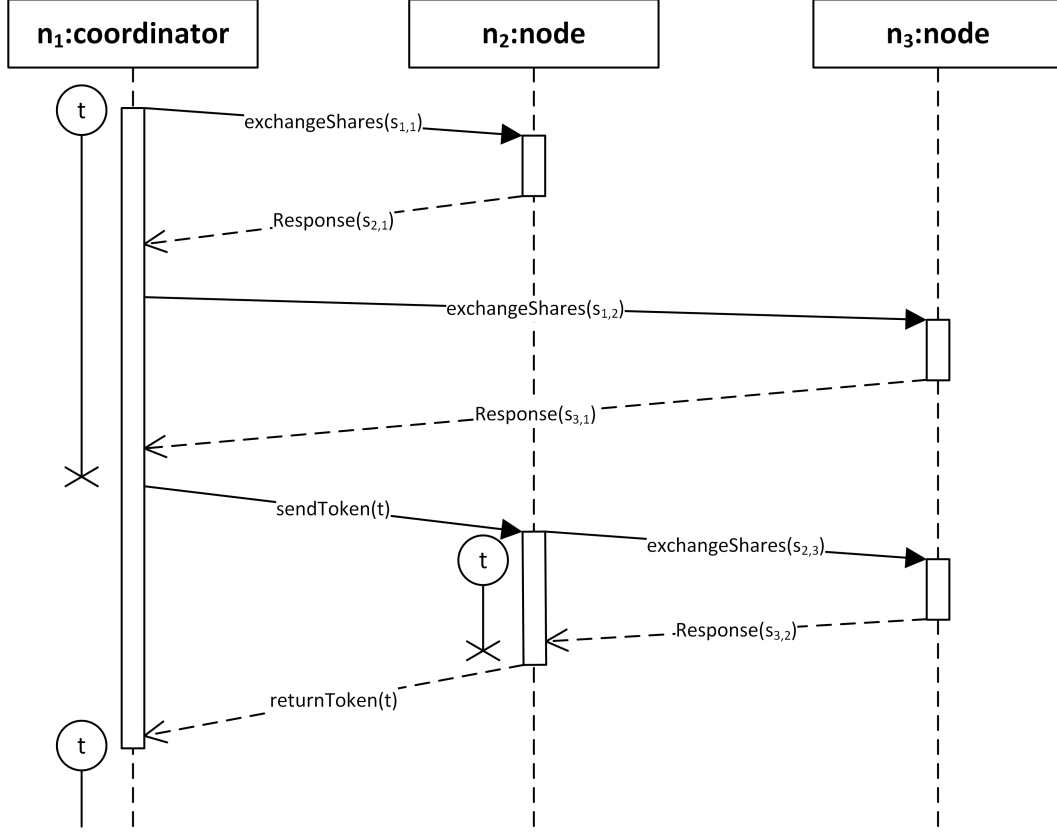 n₁:coordinator
n₂:node
n₃:node
t
exchangeShares(s₁,₁)
Response(s₂,₁)
exchangeShares(s₁,₂)
Response(s₃,₁)
sendToken(t)
t
exchangeShares(s₂,₃)
Response(s₃,₂)
returnToken(t)
t